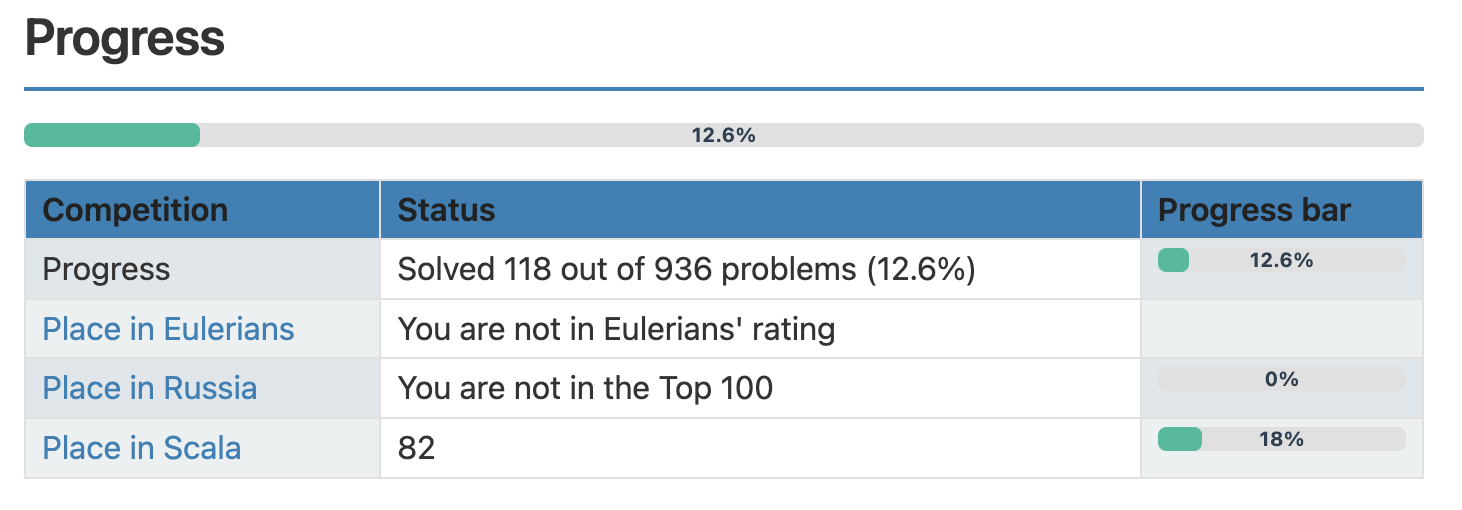 Progress
12.6%
Competition Status Progress bar
Progress Solved 118 out of 936 problems (12.6%) 12.6%
Place in Eulerians You are not in Eulerians' rating
Place in Russia You are not in the Top 100 0%
Place in Scala 82 18%